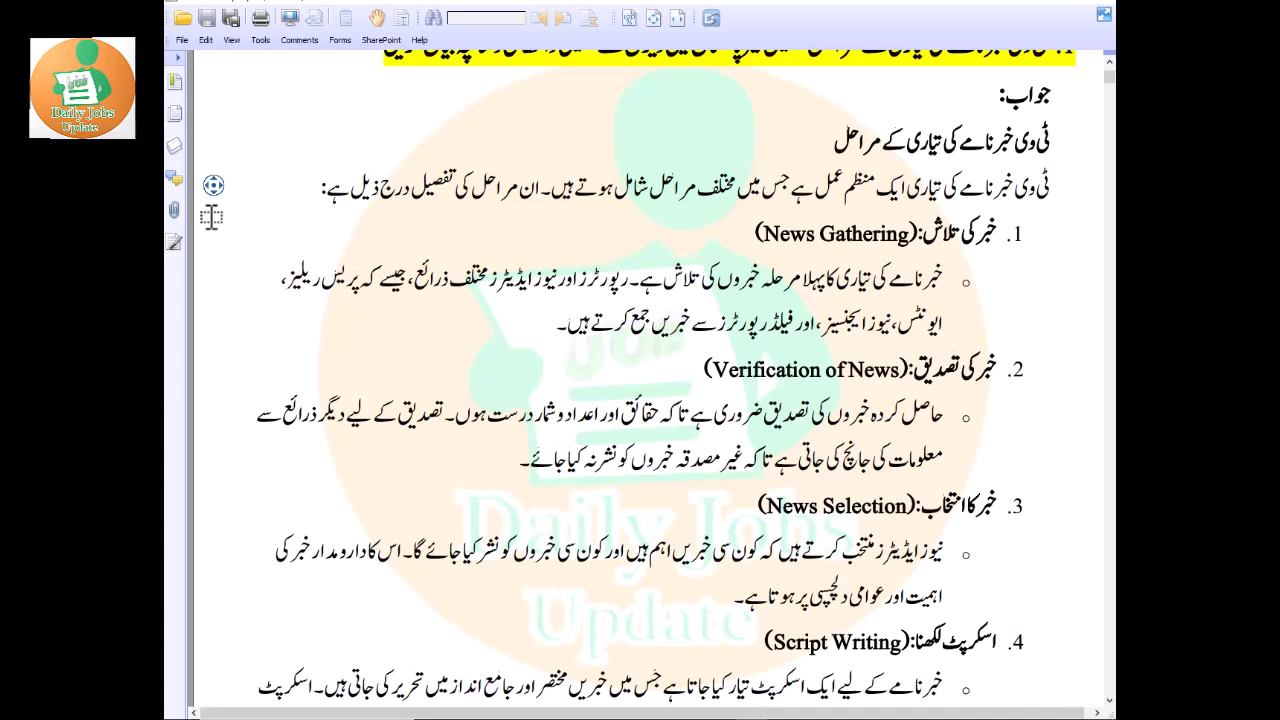 File Edit View Tools Comments Forms SharePoint Help
Daily Jobs
Update
جواب:
ٹی وی خبرنامے کی تیاری کے مراحل
ٹی وی خبرنامے کی تیاری ایک منظم عمل ہے جس میں مختلف مراحل شامل ہوتے ہیں۔ ان مراحل کی تفصیل درج ذیل ہے:
1. خبر کی تلاش: (News Gathering)
o خبرنامے کی تیاری کا پہلا مرحلہ خبروں کی تلاش ہے۔ رپورٹرز اور نیوز ایڈیٹرز مختلف ذرائع، جیسے کہ پریس ریلیز،
ایونٹس، نیوز ایجنسیز، اور فیلڈ رپورٹرز سے خبریں جمع کرتے ہیں۔
2. خبر کی تصدیق: (Verification of News)
o حاصل کردہ خبروں کی تصدیق ضروری ہے تاکہ حقائق اور اعداد و شمار درست ہوں۔ تصدیق کے لیے دیگر ذرائع سے
معلومات کی جانچ کی جاتی ہے تاکہ غیر مصدقہ خبروں کو نشر نہ کیا جائے۔
3. خبر کا انتخاب: (News Selection)
o نیوز ایڈیٹرز منتخب کرتے ہیں کہ کون سی خبریں اہم ہیں اور کون سی خبروں کو نشر کیا جائے گا۔ اس کا دارومدار خبر کی
اہمیت اور عوامی دلچسپی پر ہوتا ہے۔
4. اسکرپٹ لکھنا: (Script Writing)
o خبرنامے کے لیے ایک اسکرپٹ تیار کیا جاتا ہے جس میں خبریں مختصر اور جامع انداز میں تحریر کی جاتی ہیں۔ اسکرپٹ
JOB
Daily Jobs
Update